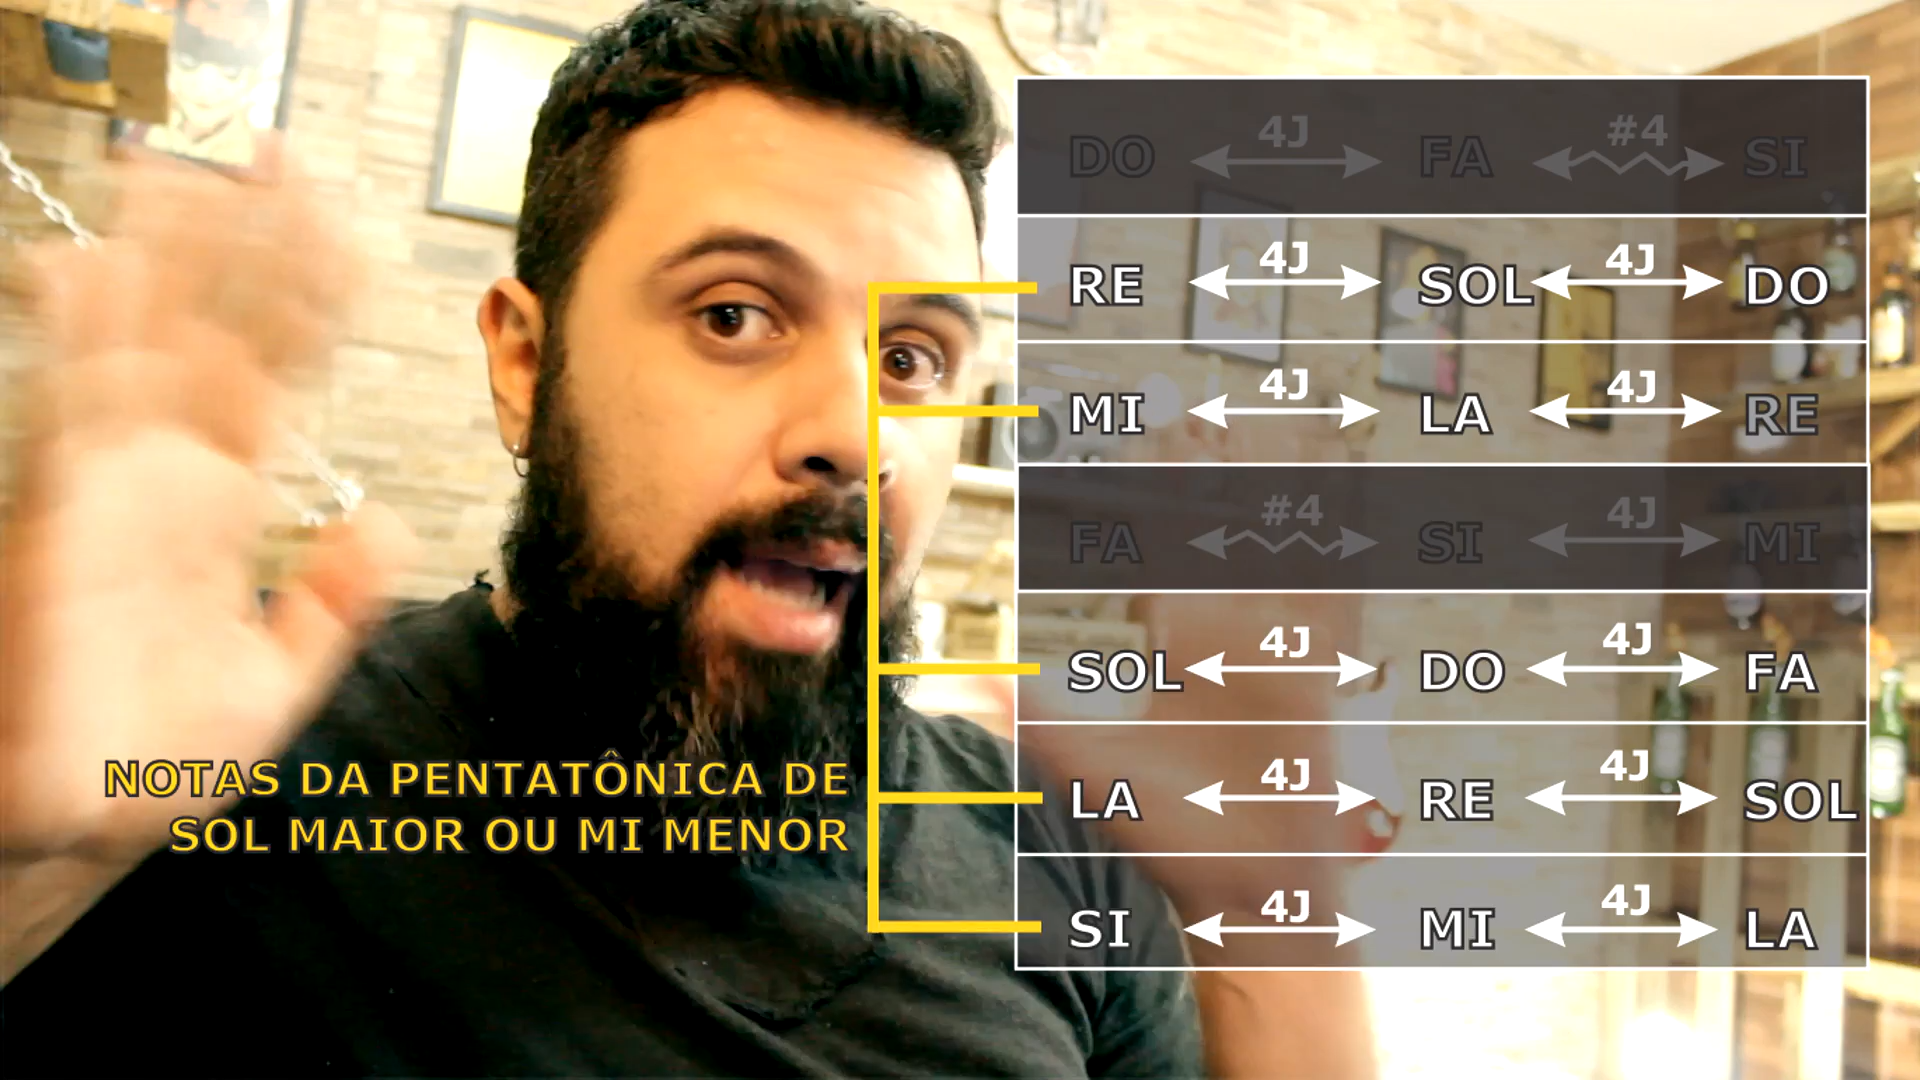 4J #4
DO FA SI
4J 4J
RE SOL DO
4J 4J
MI LA RE
#4 4J
FA SI MI
4J 4J
SOL DO FA
4J 4J
LA RE SOL
4J 4J
SI MI LA
NOTAS DA PENTATÔNICA DE
SOL MAIOR OU MI MENOR